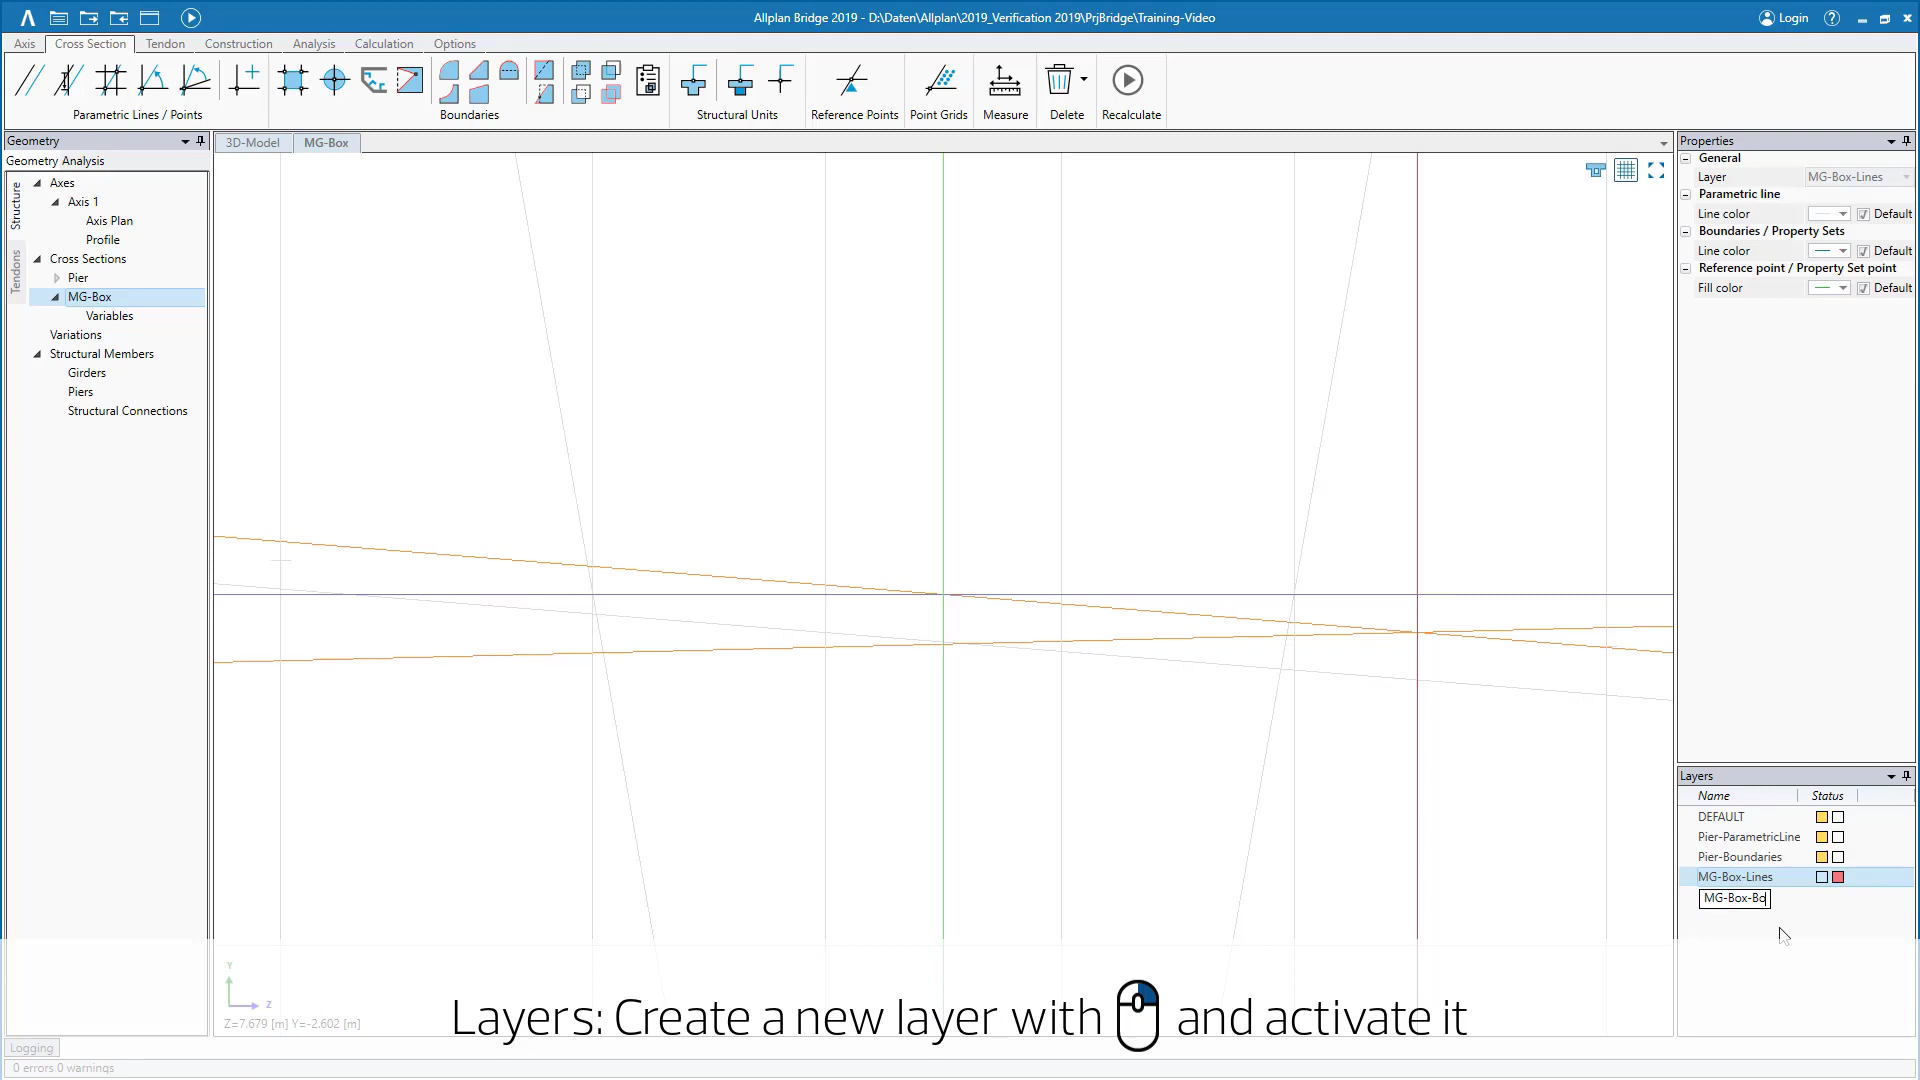 Allplan Bridge 2019 - D:\Daten\Allplan\2019_Verification 2019\PrjBridge\Training-Video
Login
Axis
Cross Section
Tendon
Construction
Analysis
Calculation
Options
Parametric Lines / Points
Boundaries
Structural Units
Reference Points
Point Grids
Measure
Delete
Recalculate
Geometry
Geometry Analysis
Structure
Tendons
Axes
Axis 1
Axis Plan
Profile
Cross Sections
Pier
MG-Box
Variables
Variations
Structural Members
Girders
Piers
Structural Connections
3D-Model
MG-Box
Y
Z
Z=7.679 [m] Y=-2.602 [m]
Properties
General
Layer MG-Box-Lines
Parametric line
Line color Default
Boundaries / Property Sets
Line color Default
Reference point / Property Set point
Fill color Default
Layers
Name Status
DEFAULT
Pier-ParametricLine
Pier-Boundaries
MG-Box-Lines
MG-Box-Bo
Layers: Create a new layer with and activate it
Logging
0 errors 0 warnings